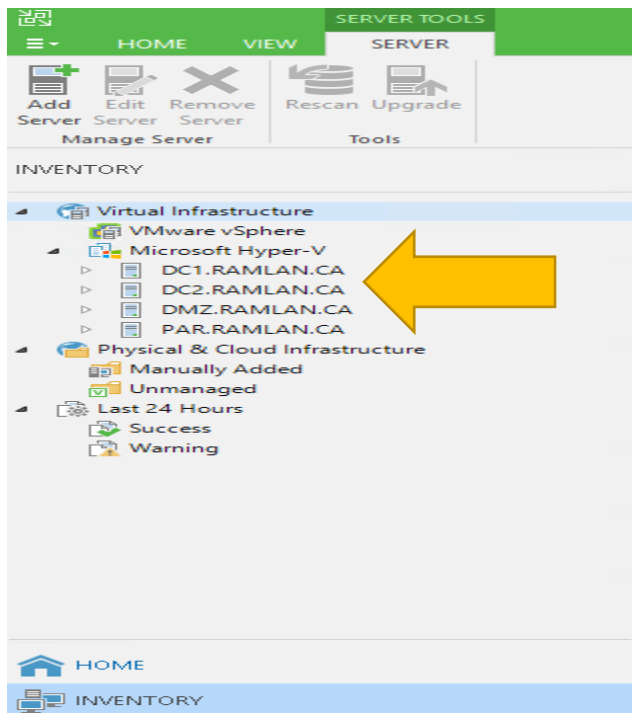 SERVER TOOLS
HOME VIEW SERVER
Add Server Edit Server Remove Server Rescan Upgrade
Manage Server Tools
INVENTORY
Virtual Infrastructure
VMware vSphere
Microsoft Hyper-V
DC1.RAMLAN.CA
DC2.RAMLAN.CA
DMZ.RAMLAN.CA
PAR.RAMLAN.CA
Physical & Cloud Infrastructure
Manually Added
Unmanaged
Last 24 Hours
Success
Warning
HOME
INVENTORY